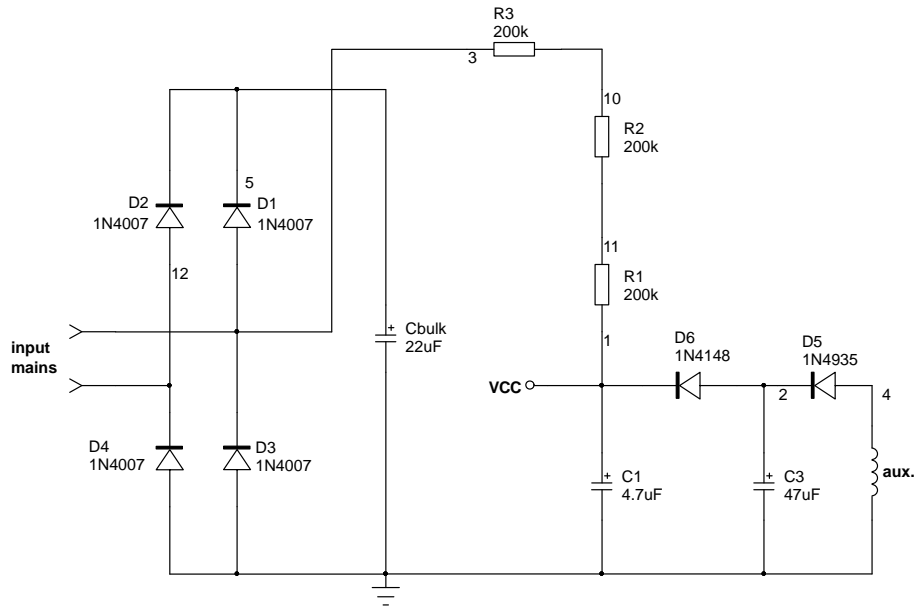 R3
200k
3
10
R2
200k
5
D2
1N4007
D1
1N4007
12
11
R1
200k
input
mains
Cbulk
22uF
+
1
D6
1N4148
D5
1N4935
VCC
2
4
D4
1N4007
D3
1N4007
+
C1
4.7uF
+
C3
47uF
aux.